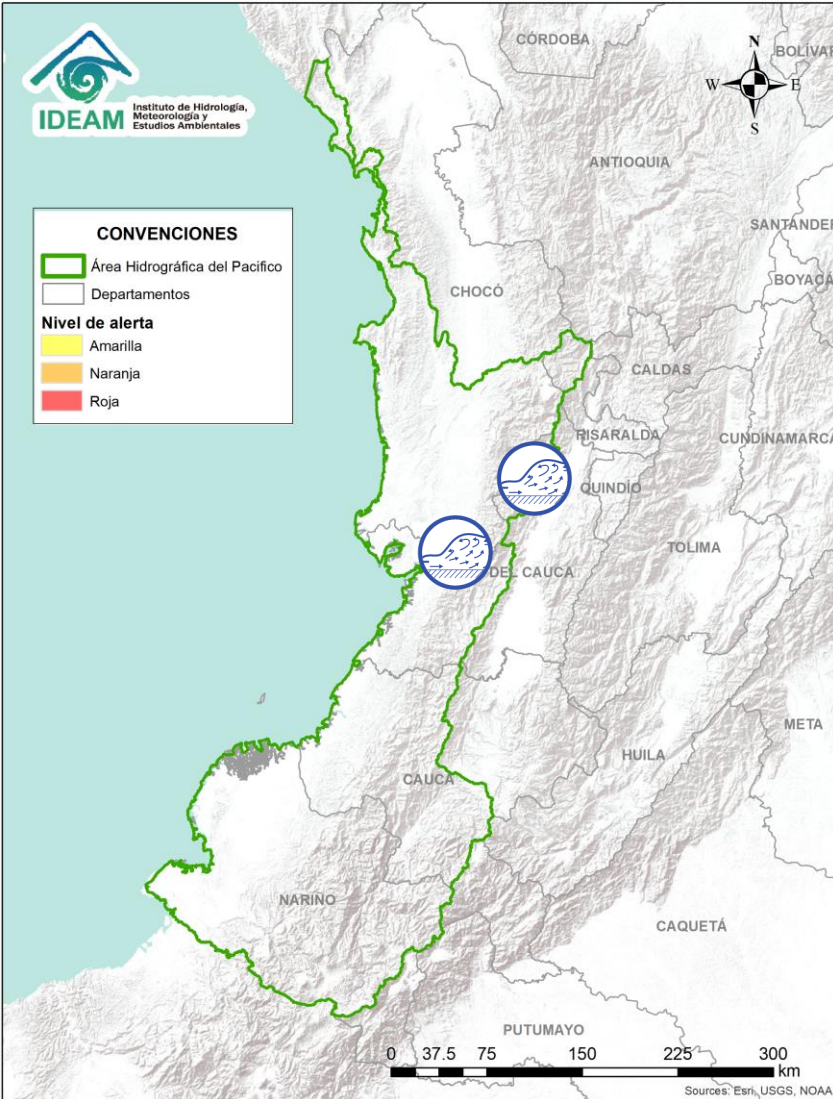 IDEAM
Instituto de Hidrología,
Meteorología y
Estudios Ambientales
CÓRDOBA
BOLÍVAR
N
W
E
S
ANTIOQUIA
SANTANDER
BOYACÁ
CONVENCIONES
Área Hidrográfica del Pacifico
Departamentos
Nivel de alerta
Amarilla
Naranja
Roja
CHOCÓ
CALDAS
RISARALDA
CUNDINAMARCA
QUINDÍO
TOLIMA
DEL CAUCA
META
HUILA
CAUCA
NARIÑO
CAQUETÁ
PUTUMAYO
0 37.5 75 150 225 300
km
Sources: Esri, USGS, NOAA